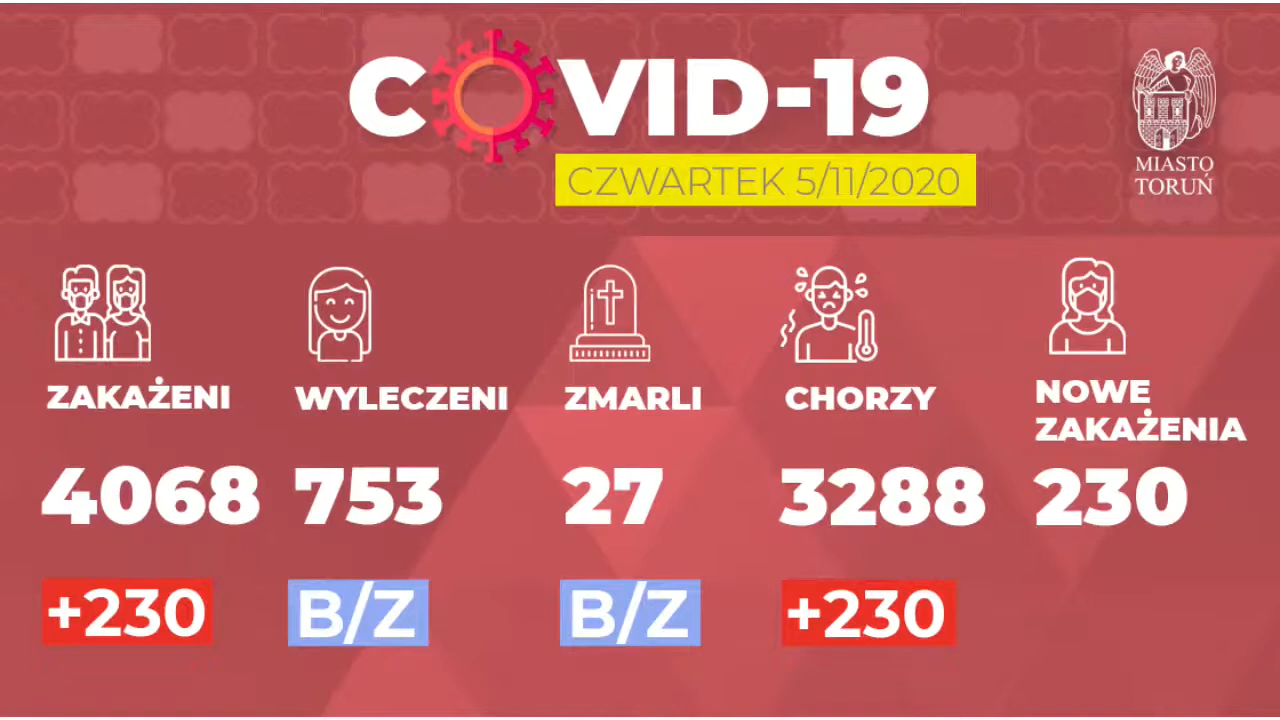 COVID-19
CZWARTEK 5/11/2020
MIASTO
TORUŃ
ZAKAŻENI
WYLECZENI
ZMARLI
CHORZY
NOWE
ZAKAŻENIA
4068
753
27
3288
230
+230
B/Z
B/Z
+230